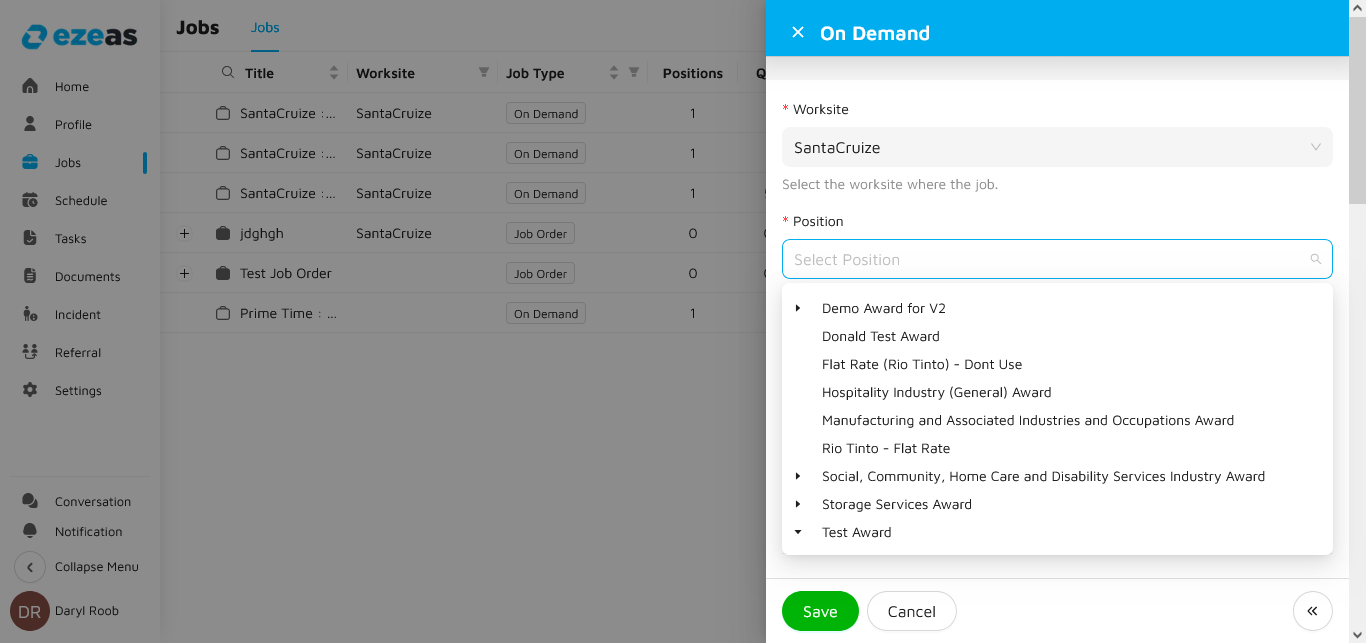 ezeas
Home
Profile
Jobs
Schedule
Tasks
Documents
Incident
Referral
Settings
Conversation
Notification
Collapse Menu
DR Daryl Roob
Jobs Jobs
Title Worksite Job Type Positions Q
SantaCruize :... SantaCruize On Demand 1
SantaCruize :... SantaCruize On Demand 1
SantaCruize :... SantaCruize On Demand 1
jdghgh SantaCruize Job Order 0
Test Job Order Job Order 0
Prime Time : ... On Demand 1
On Demand
* Worksite
SantaCruize
Select the worksite where the job.
* Position
Select Position
Demo Award for V2
Donald Test Award
Flat Rate (Rio Tinto) - Dont Use
Hospitality Industry (General) Award
Manufacturing and Associated Industries and Occupations Award
Rio Tinto - Flat Rate
Social, Community, Home Care and Disability Services Industry Award
Storage Services Award
Test Award
Save Cancel